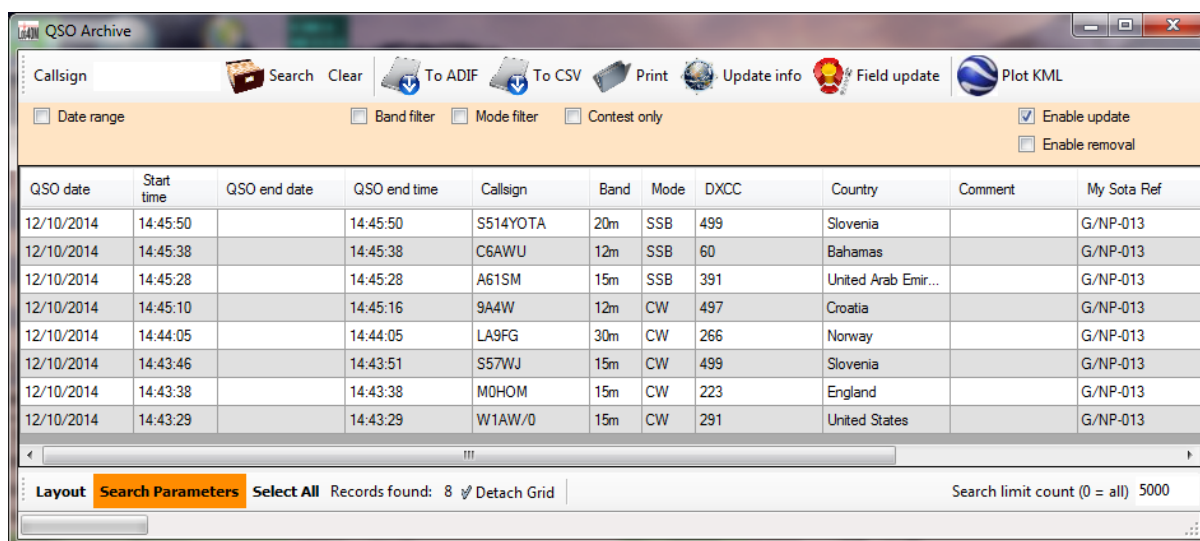 QSO Archive
Callsign Search Clear To ADIF To CSV Print Update info Field update Plot KML
Date range Band filter Mode filter Contest only Enable update
Enable removal
QSO date Start time QSO end date QSO end time Callsign Band Mode DXCC Country Comment My Sota Ref
12/10/2014 14:45:50 14:45:50 S514YOTA 20m SSB 499 Slovenia G/NP-013
12/10/2014 14:45:38 14:45:38 C6AWU 12m SSB 60 Bahamas G/NP-013
12/10/2014 14:45:28 14:45:28 A61SM 15m SSB 391 United Arab Emir... G/NP-013
12/10/2014 14:45:10 14:45:16 9A4W 12m CW 497 Croatia G/NP-013
12/10/2014 14:44:05 14:44:05 LA9FG 30m CW 266 Norway G/NP-013
12/10/2014 14:43:46 14:43:51 S57WJ 15m CW 499 Slovenia G/NP-013
12/10/2014 14:43:38 14:43:38 M0HOM 15m CW 223 England G/NP-013
12/10/2014 14:43:29 14:43:29 W1AW/0 15m CW 291 United States G/NP-013
Layout Search Parameters Select All Records found: 8 Detach Grid Search limit count (0 = all) 5000